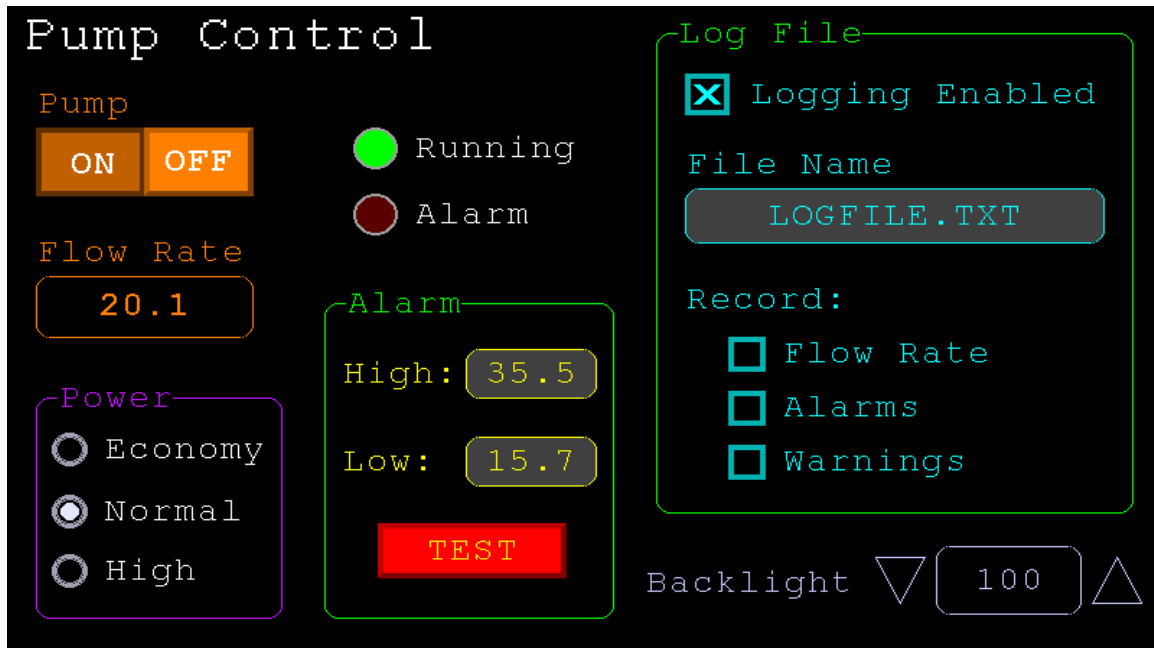 Pump Control
Pump
ON OFF
Running
Alarm
Flow Rate
20.1
Power
Economy
Normal
High
Alarm
High: 35.5
Low: 15.7
TEST
Log File
Logging Enabled
File Name
LOGFILE.TXT
Record:
Flow Rate
Alarms
Warnings
Backlight 100